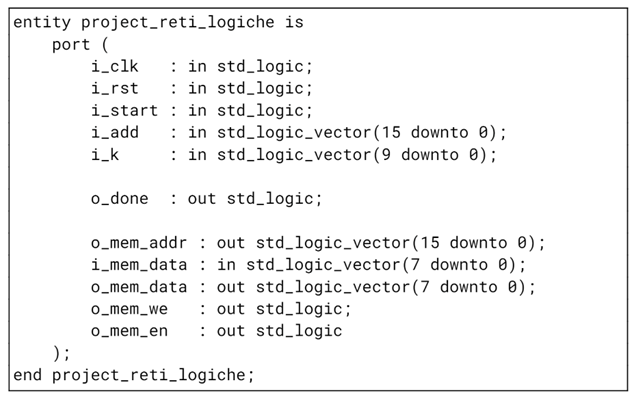 entity project_reti_logiche is
    port (
        i_clk   : in std_logic;
        i_rst   : in std_logic;
        i_start : in std_logic;
        i_add   : in std_logic_vector(15 downto 0);
        i_k     : in std_logic_vector(9 downto 0);

        o_done  : out std_logic;

        o_mem_addr : out std_logic_vector(15 downto 0);
        i_mem_data : in std_logic_vector(7 downto 0);
        o_mem_data : out std_logic_vector(7 downto 0);
        o_mem_we   : out std_logic;
        o_mem_en   : out std_logic
    );
end project_reti_logiche;